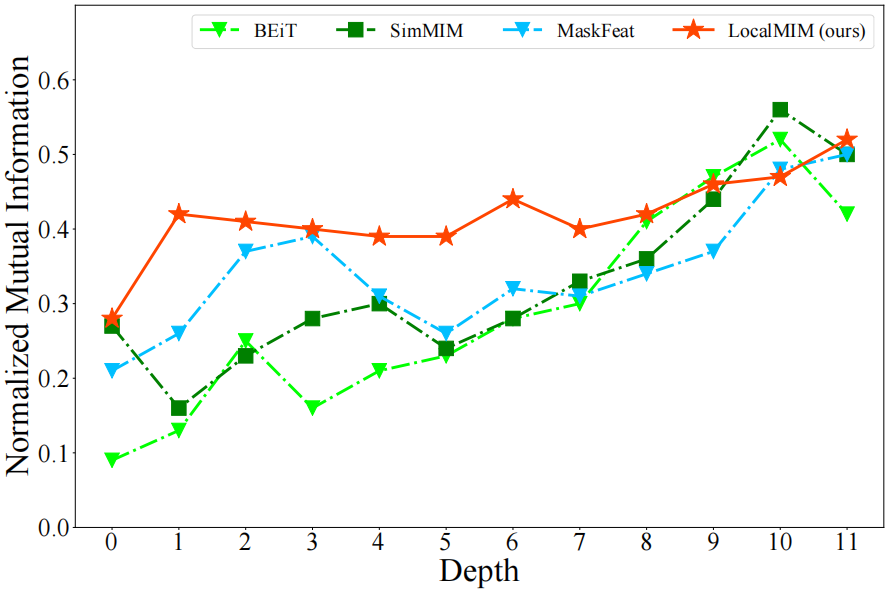 BEiT SimMIM MaskFeat LocalMIM (ours)
Normalized Mutual Information
0.6
0.5
0.4
0.3
0.2
0.1
0.0
0 1 2 3 4 5 6 7 8 9 10 11
Depth